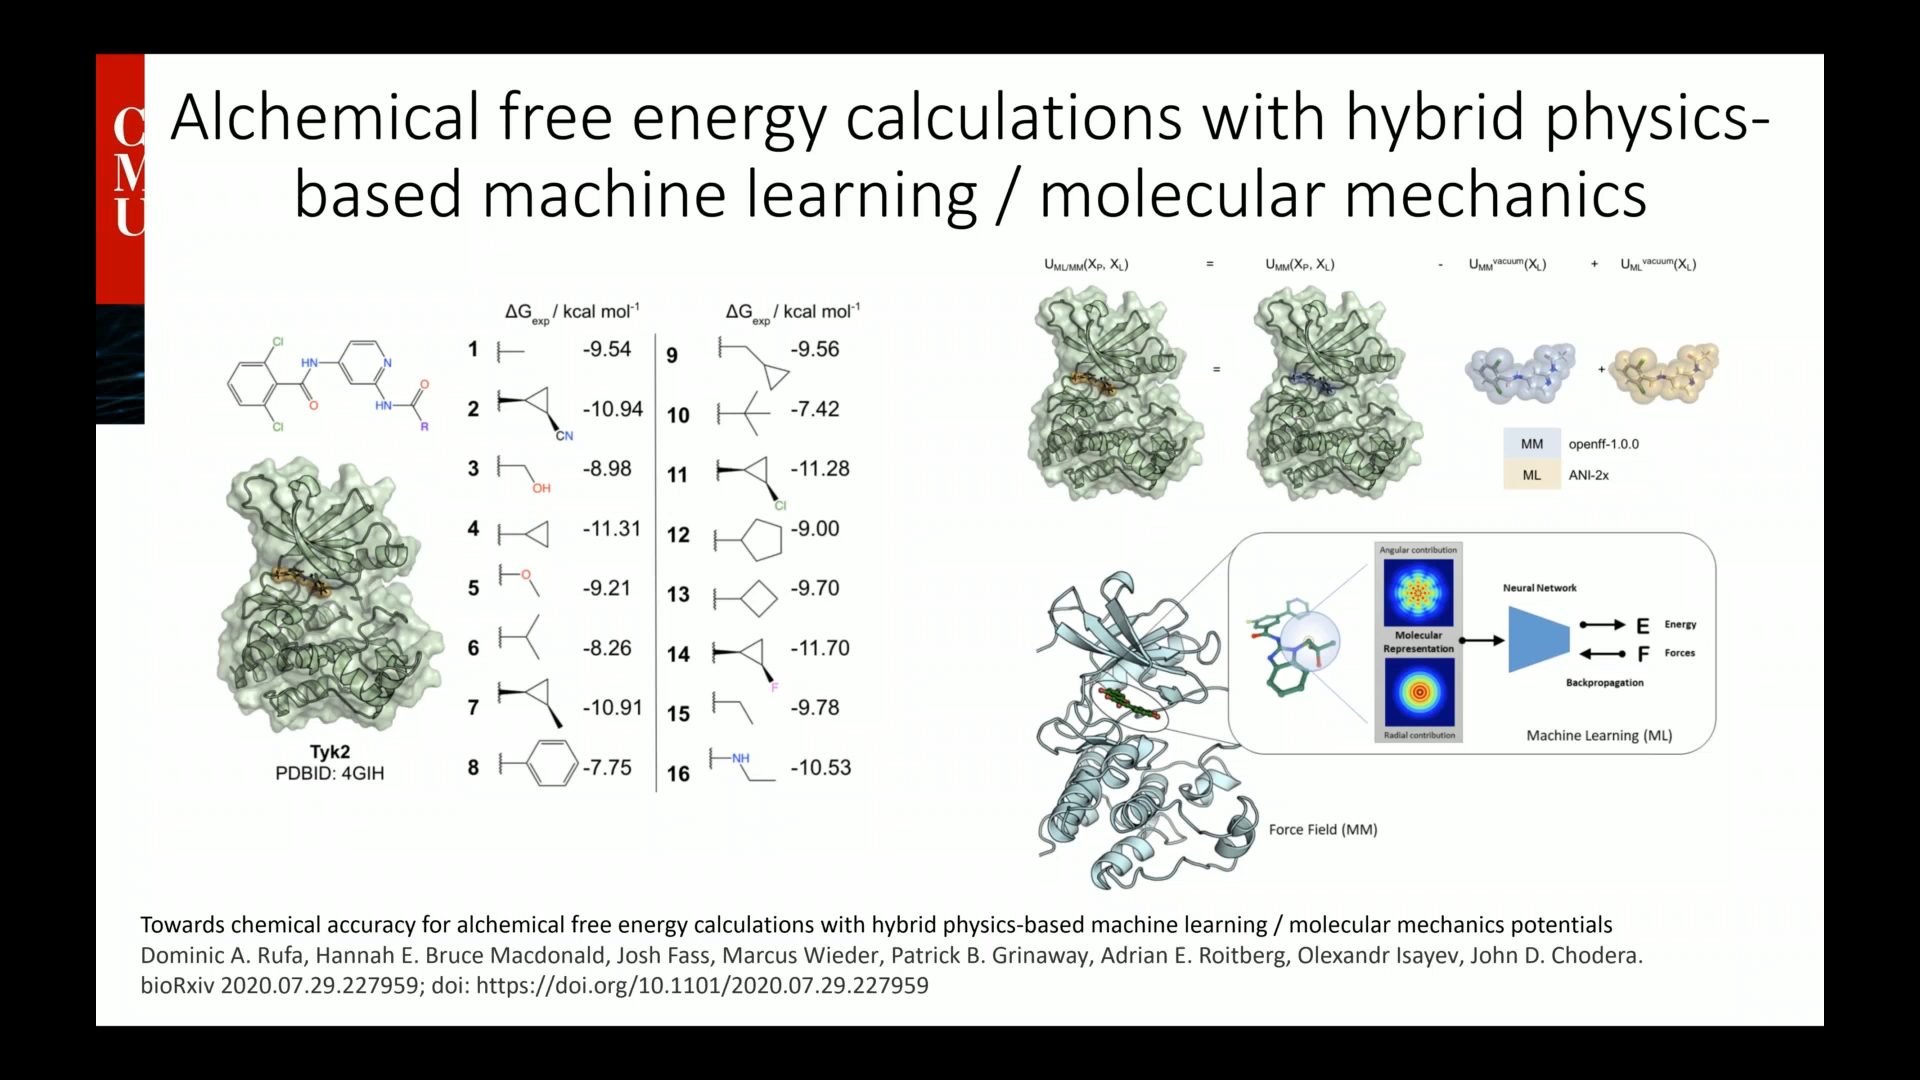 C
M
U
Alchemical free energy calculations with hybrid physics-
based machine learning / molecular mechanics
Cl
HN
N
O
HN
O
Cl
R
Tyk2
PDBID: 4GIH
ΔGexp / kcal mol-1
1 -9.54
2 CN -10.94
3 OH -8.98
4 -11.31
5 O -9.21
6 -8.26
7 -10.91
8 -7.75
ΔGexp / kcal mol-1
9 -9.56
10 -7.42
11 Cl -11.28
12 -9.00
13 -9.70
14 F -11.70
15 -9.78
16 NH -10.53
UML/MM(XP, XL) = UMM(XP, XL) - UMMvacuum(XL) + UMLvacuum(XL)
= +
MM openff-1.0.0
ML ANI-2x
Angular contribution
Molecular
Representation
Radial contribution
Neural Network
E Energy
F Forces
Backpropagation
Machine Learning (ML)
Force Field (MM)
Towards chemical accuracy for alchemical free energy calculations with hybrid physics-based machine learning / molecular mechanics potentials
Dominic A. Rufa, Hannah E. Bruce Macdonald, Josh Fass, Marcus Wieder, Patrick B. Grinaway, Adrian E. Roitberg, Olexandr Isayev, John D. Chodera.
bioRxiv 2020.07.29.227959; doi: https://doi.org/10.1101/2020.07.29.227959